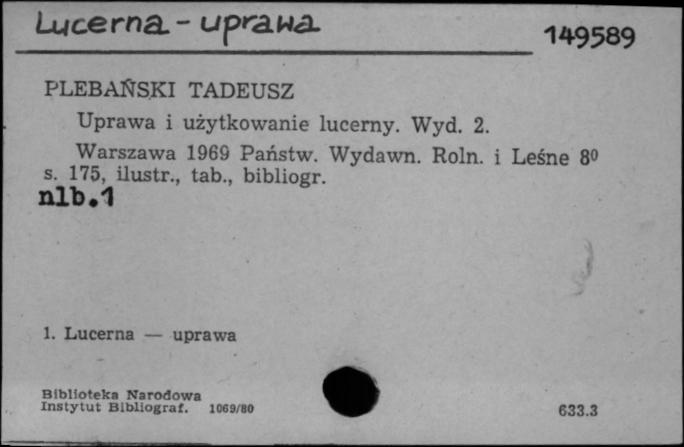 Lucerna - uprawa
149589
PLEBAŃSKI TADEUSZ
Uprawa i użytkowanie lucerny. Wyd. 2.
Warszawa 1969 Państw. Wydawn. Roln. i Leśne 8⁰
s. 175, ilustr., tab., bibliogr.
nlb.1
1. Lucerna — uprawa
Biblioteka Narodowa
Instytut Bibliograf. 1069/80
633.3